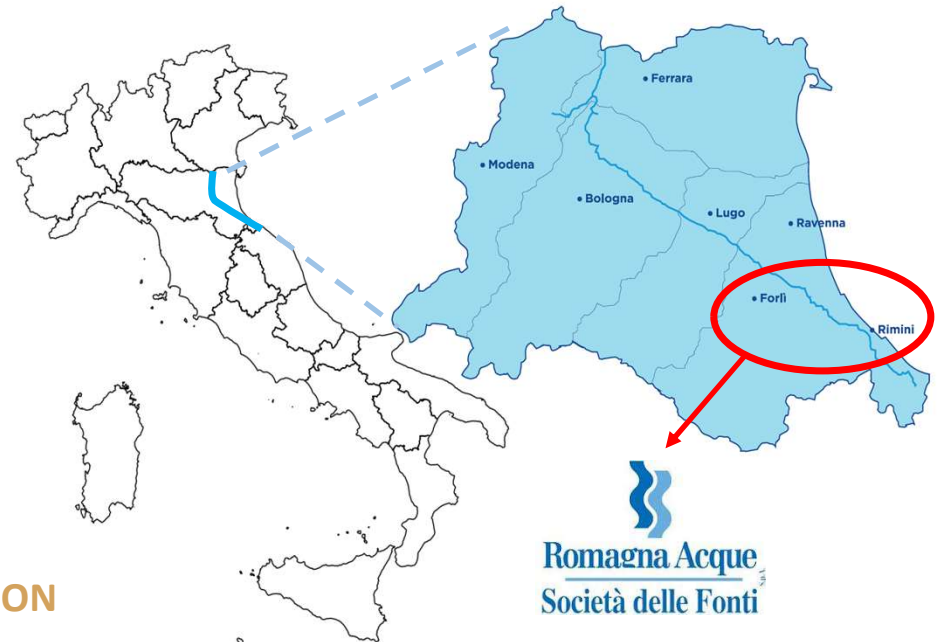 Ferrara
Modena
Bologna
Lugo
Ravenna
Forlì
Rimini
Romagna Acque
S.p.A.
Società delle Fonti
ON